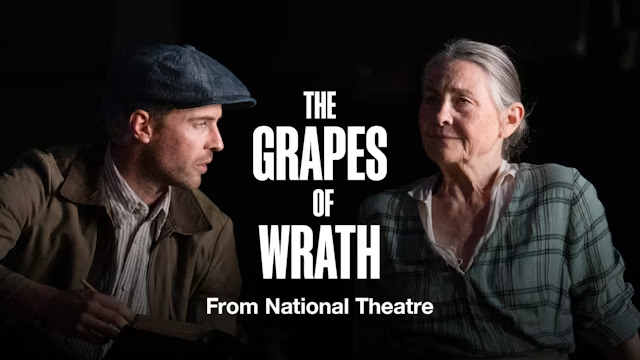 THE
GRAPES
OF
WRATH
From National Theatre